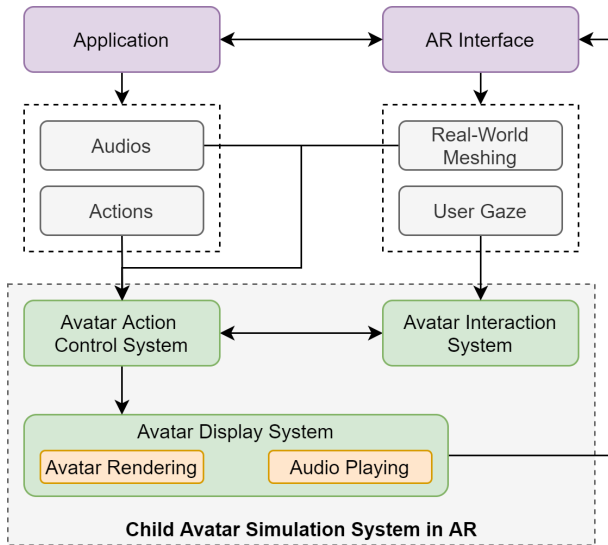 Application
AR Interface
Audios
Real-World
Meshing
Actions
User Gaze
Avatar Action
Control System
Avatar Interaction
System
Avatar Display System
Avatar Rendering
Audio Playing
Child Avatar Simulation System in AR